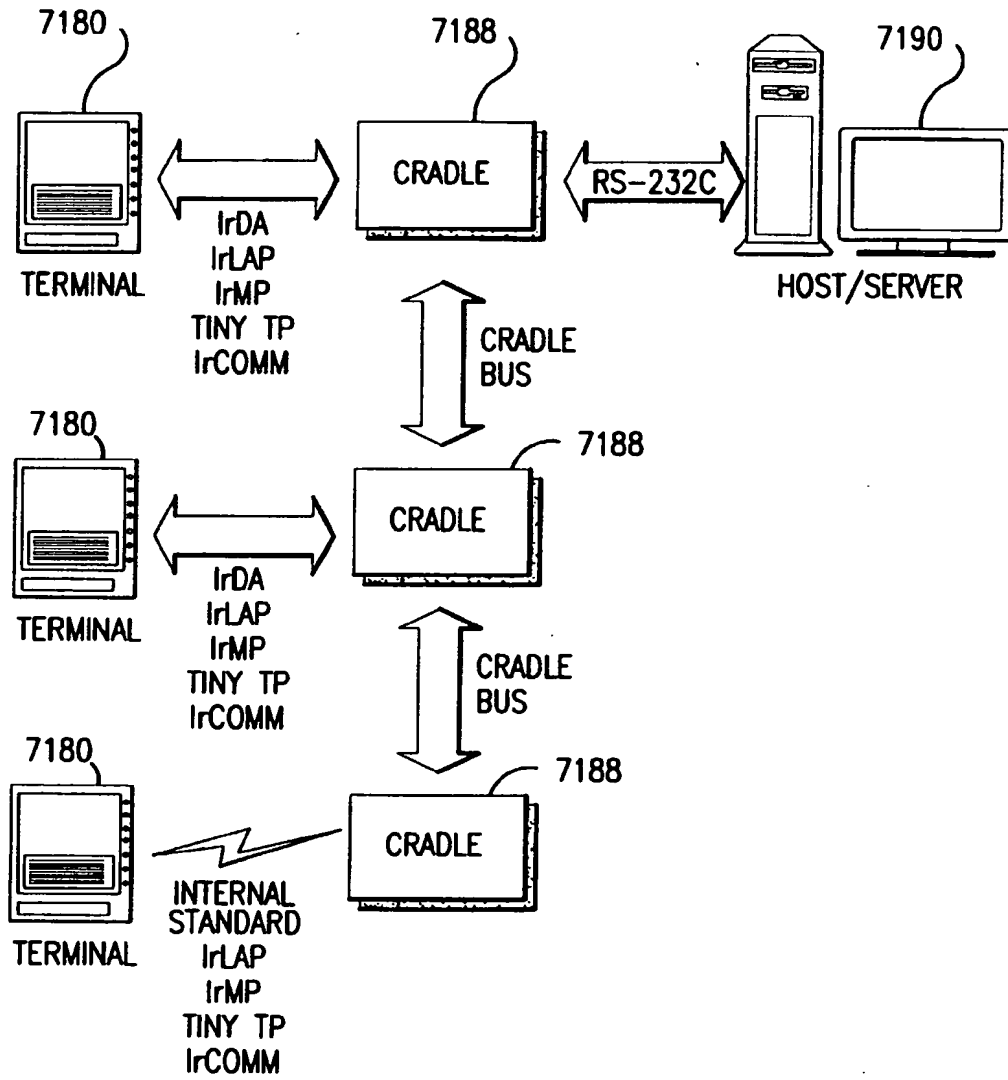 7180
7188
7190
CRADLE
RS-232C
TERMINAL
IrDA
IrLAP
IrMP
TINY TP
IrCOMM
HOST/SERVER
CRADLE
BUS
7180
7188
CRADLE
TERMINAL
IrDA
IrLAP
IrMP
TINY TP
IrCOMM
CRADLE
BUS
7180
7188
CRADLE
TERMINAL
INTERNAL
STANDARD
IrLAP
IrMP
TINY TP
IrCOMM